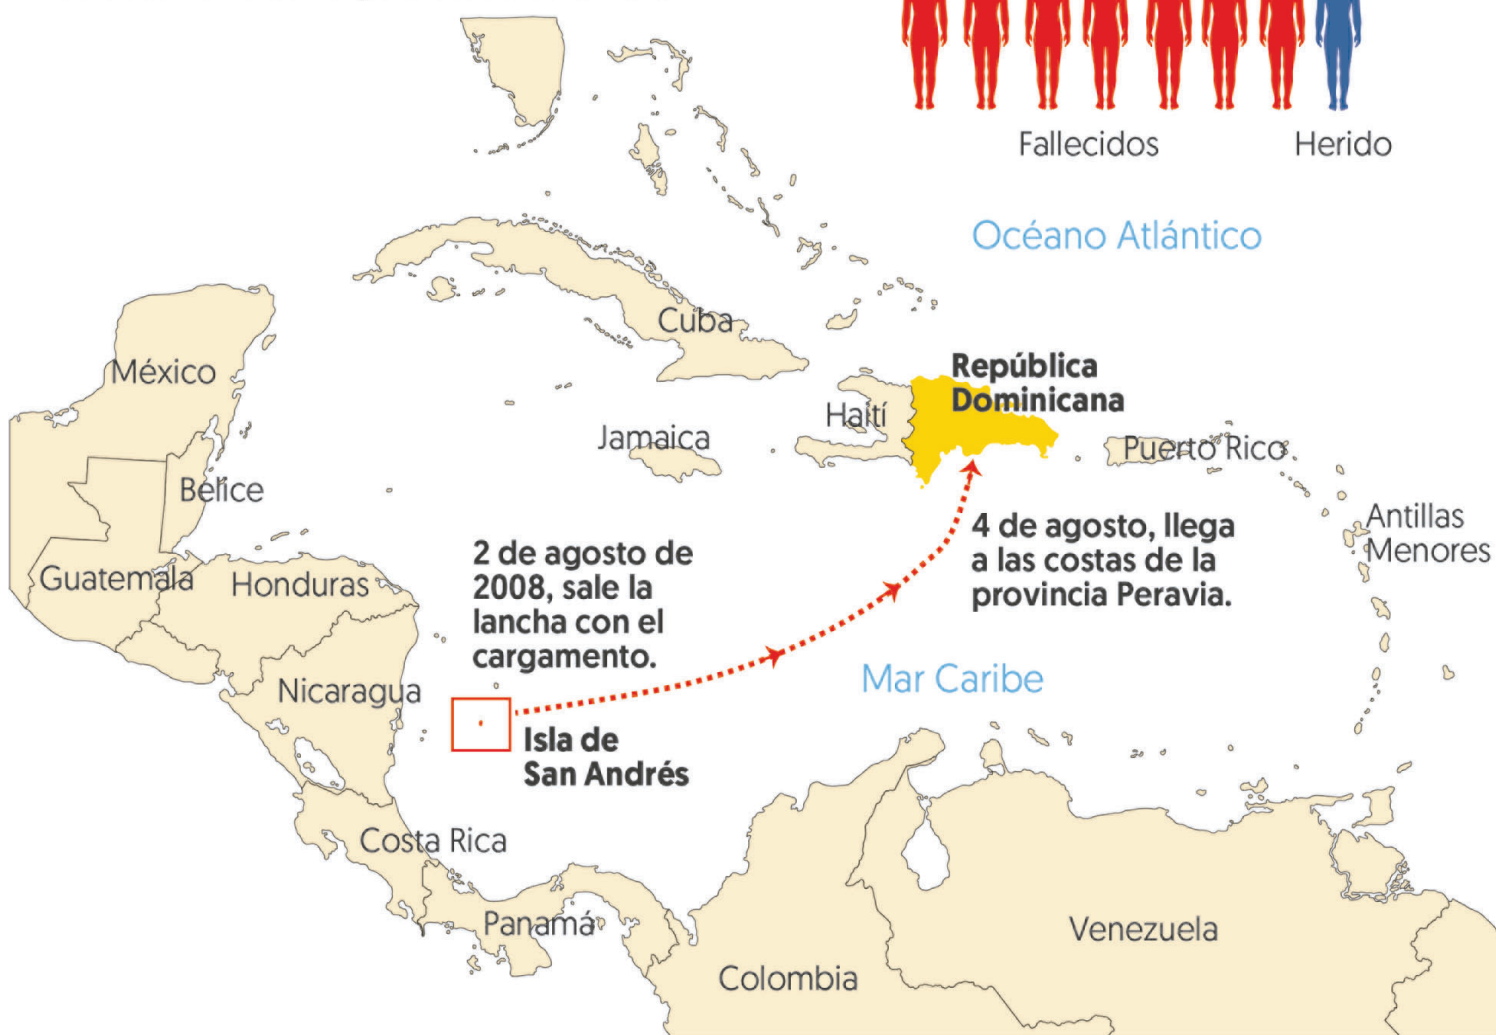 Fallecidos
Herido
Océano Atlántico
Cuba
México
República
Dominicana
Haití
Jamaica
Puerto Rico
Belice
Antillas
Menores
4 de agosto, llega
a las costas de la
provincia Peravia.
2 de agosto de
2008, sale la
lancha con el
cargamento.
Guatemala
Honduras
Mar Caribe
Nicaragua
Isla de
San Andrés
Costa Rica
Panamá
Venezuela
Colombia